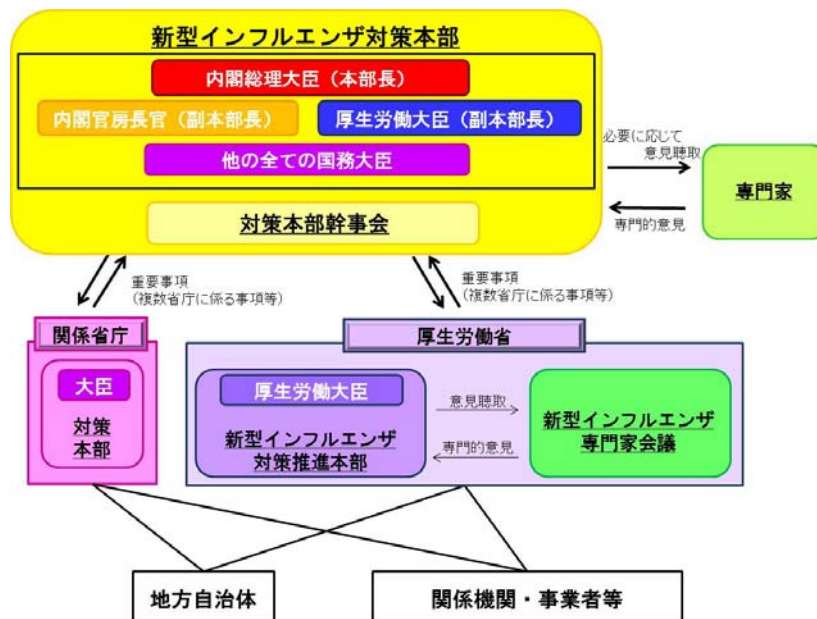 新型インフルエンザ対策本部
内閣総理大臣（本部長）
内閣官房長官（副本部長）
厚生労働大臣（副本部長）
他の全ての国務大臣
対策本部幹事会
必要に応じて
意見聴取
専門家
専門的意見
重要事項
（複数省庁に係る事項等）
重要事項
（複数省庁に係る事項等）
関係省庁
大臣
対策
本部
厚生労働省
厚生労働大臣
新型インフルエンザ
対策推進本部
意見聴取
専門的意見
新型インフルエンザ
専門家会議
地方自治体
関係機関・事業者等